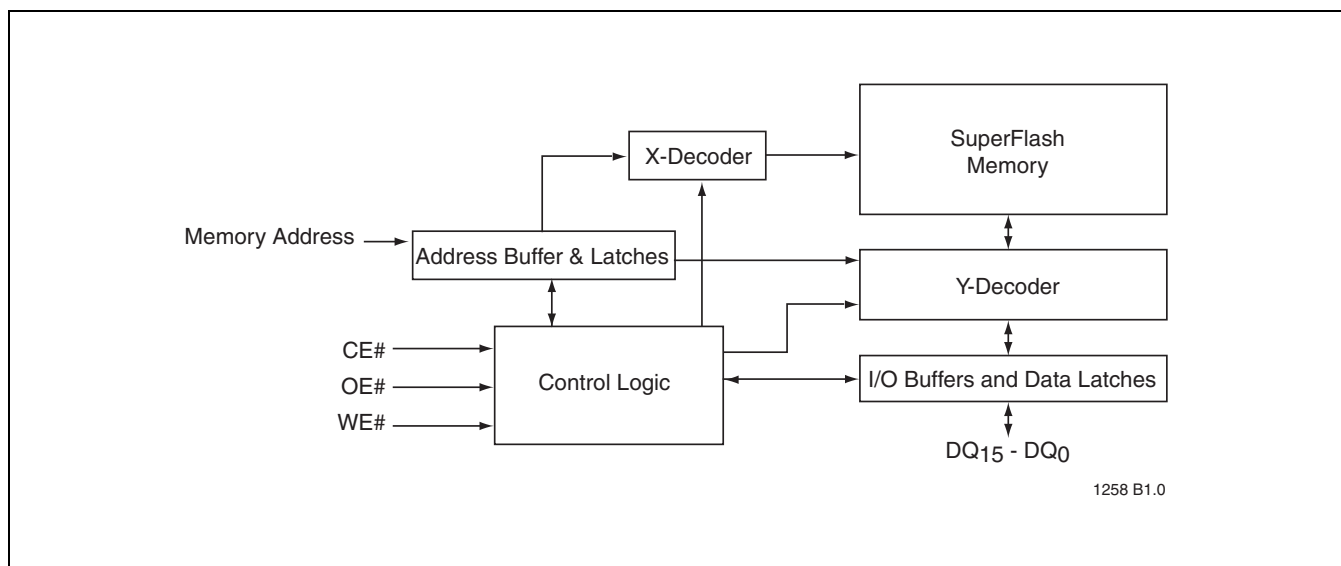 SuperFlash
Memory
X-Decoder
Memory Address
Address Buffer & Latches
Y-Decoder
CE#
OE#
WE#
Control Logic
I/O Buffers and Data Latches
DQ15 - DQ0
1258 B1.0